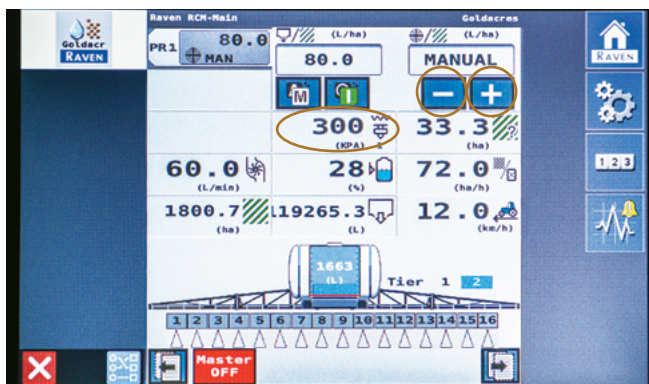 Goldacr
RAVEN
Raven RCM-Main
Goldacres
PR1
80.0
MAN
(L/ha)
80.0
(L/ha)
MANUAL
M
RAVEN
300
(KPA)
33.3
(ha)
?
60.0
(L/min)
28
(%)
72.0
(ha/h)
1 2 3
1800.7
(ha)
119265.3
(L)
12.0
(km/h)
1663
(L)
Tier 1 2
1 2 3 4 5 6 7 8 9 10 11 12 13 14 15 16
Master
OFF